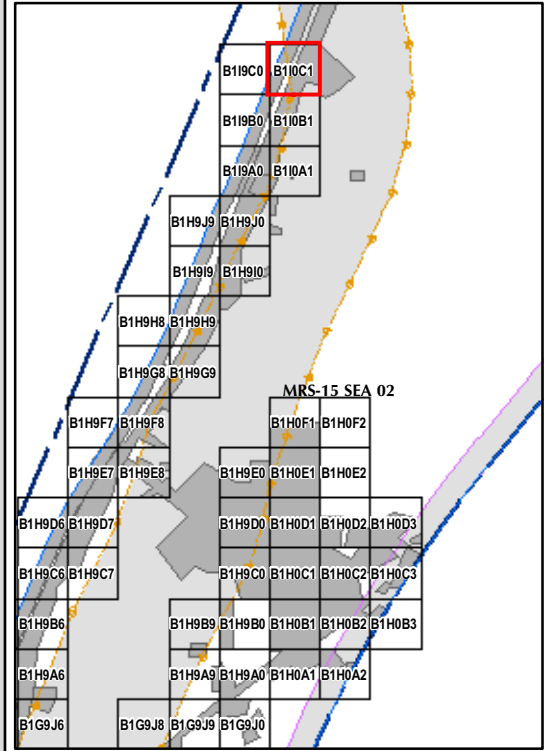 B1I9C0 B1I0C1
B1I9B0 B1I0B1
B1I9A0 B1I0A1
B1H9J9 B1H9J0
B1H9I9 B1H9I0
B1H9H8 B1H9H9
B1H9G8 B1H9G9
MRS-15 SEA 02
B1H9F7 B1H9F8 B1H0F1 B1H0F2
B1H9E7 B1H9E8 B1H9E0 B1H0E1 B1H0E2
B1H9D6 B1H9D7 B1H9D0 B1H0D1 B1H0D2 B1H0D3
B1H9C6 B1H9C7 B1H9C0 B1H0C1 B1H0C2 B1H0C3
B1H9B6 B1H9B9 B1H9B0 B1H0B1 B1H0B2 B1H0B3
B1H9A6 B1H9A9 B1H9A0 B1H0A1 B1H0A2
B1G9J6 B1G9J8 B1G9J9 B1G9J0